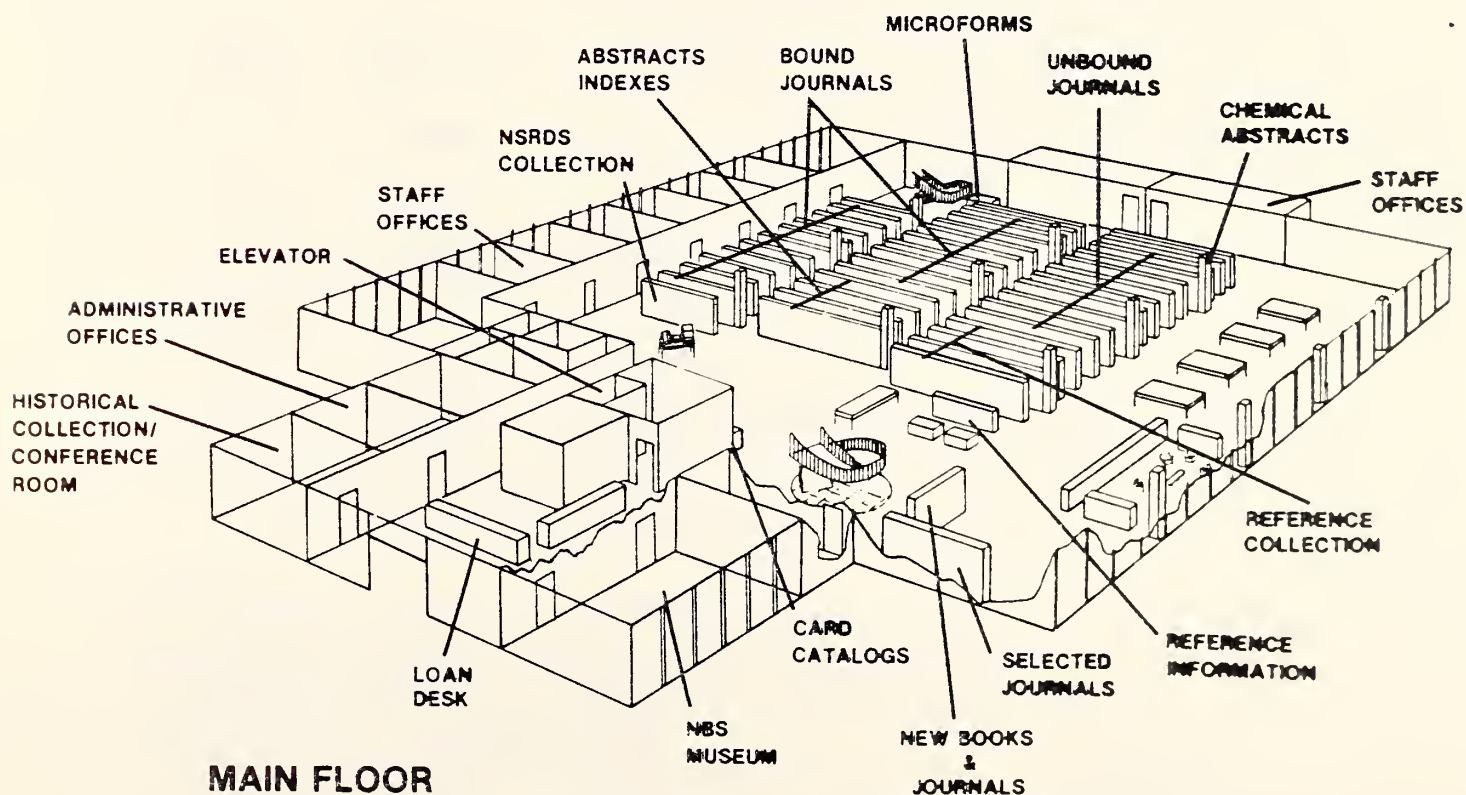 MICROFORMS
ABSTRACTS
INDEXES
BOUND
JOURNALS
UNBOUND
JOURNALS
CHEMICAL
ABSTRACTS
NSRDS
COLLECTION
STAFF
OFFICES
STAFF
OFFICES
ELEVATOR
ADMINISTRATIVE
OFFICES
HISTORICAL
COLLECTION/
CONFERENCE
ROOM
REFERENCE
COLLECTION
CARD
CATALOGS
REFERENCE
INFORMATION
SELECTED
JOURNALS
LOAN
DESK
NBS
MUSEUM
NEW BOOKS
&
JOURNALS
MAIN FLOOR